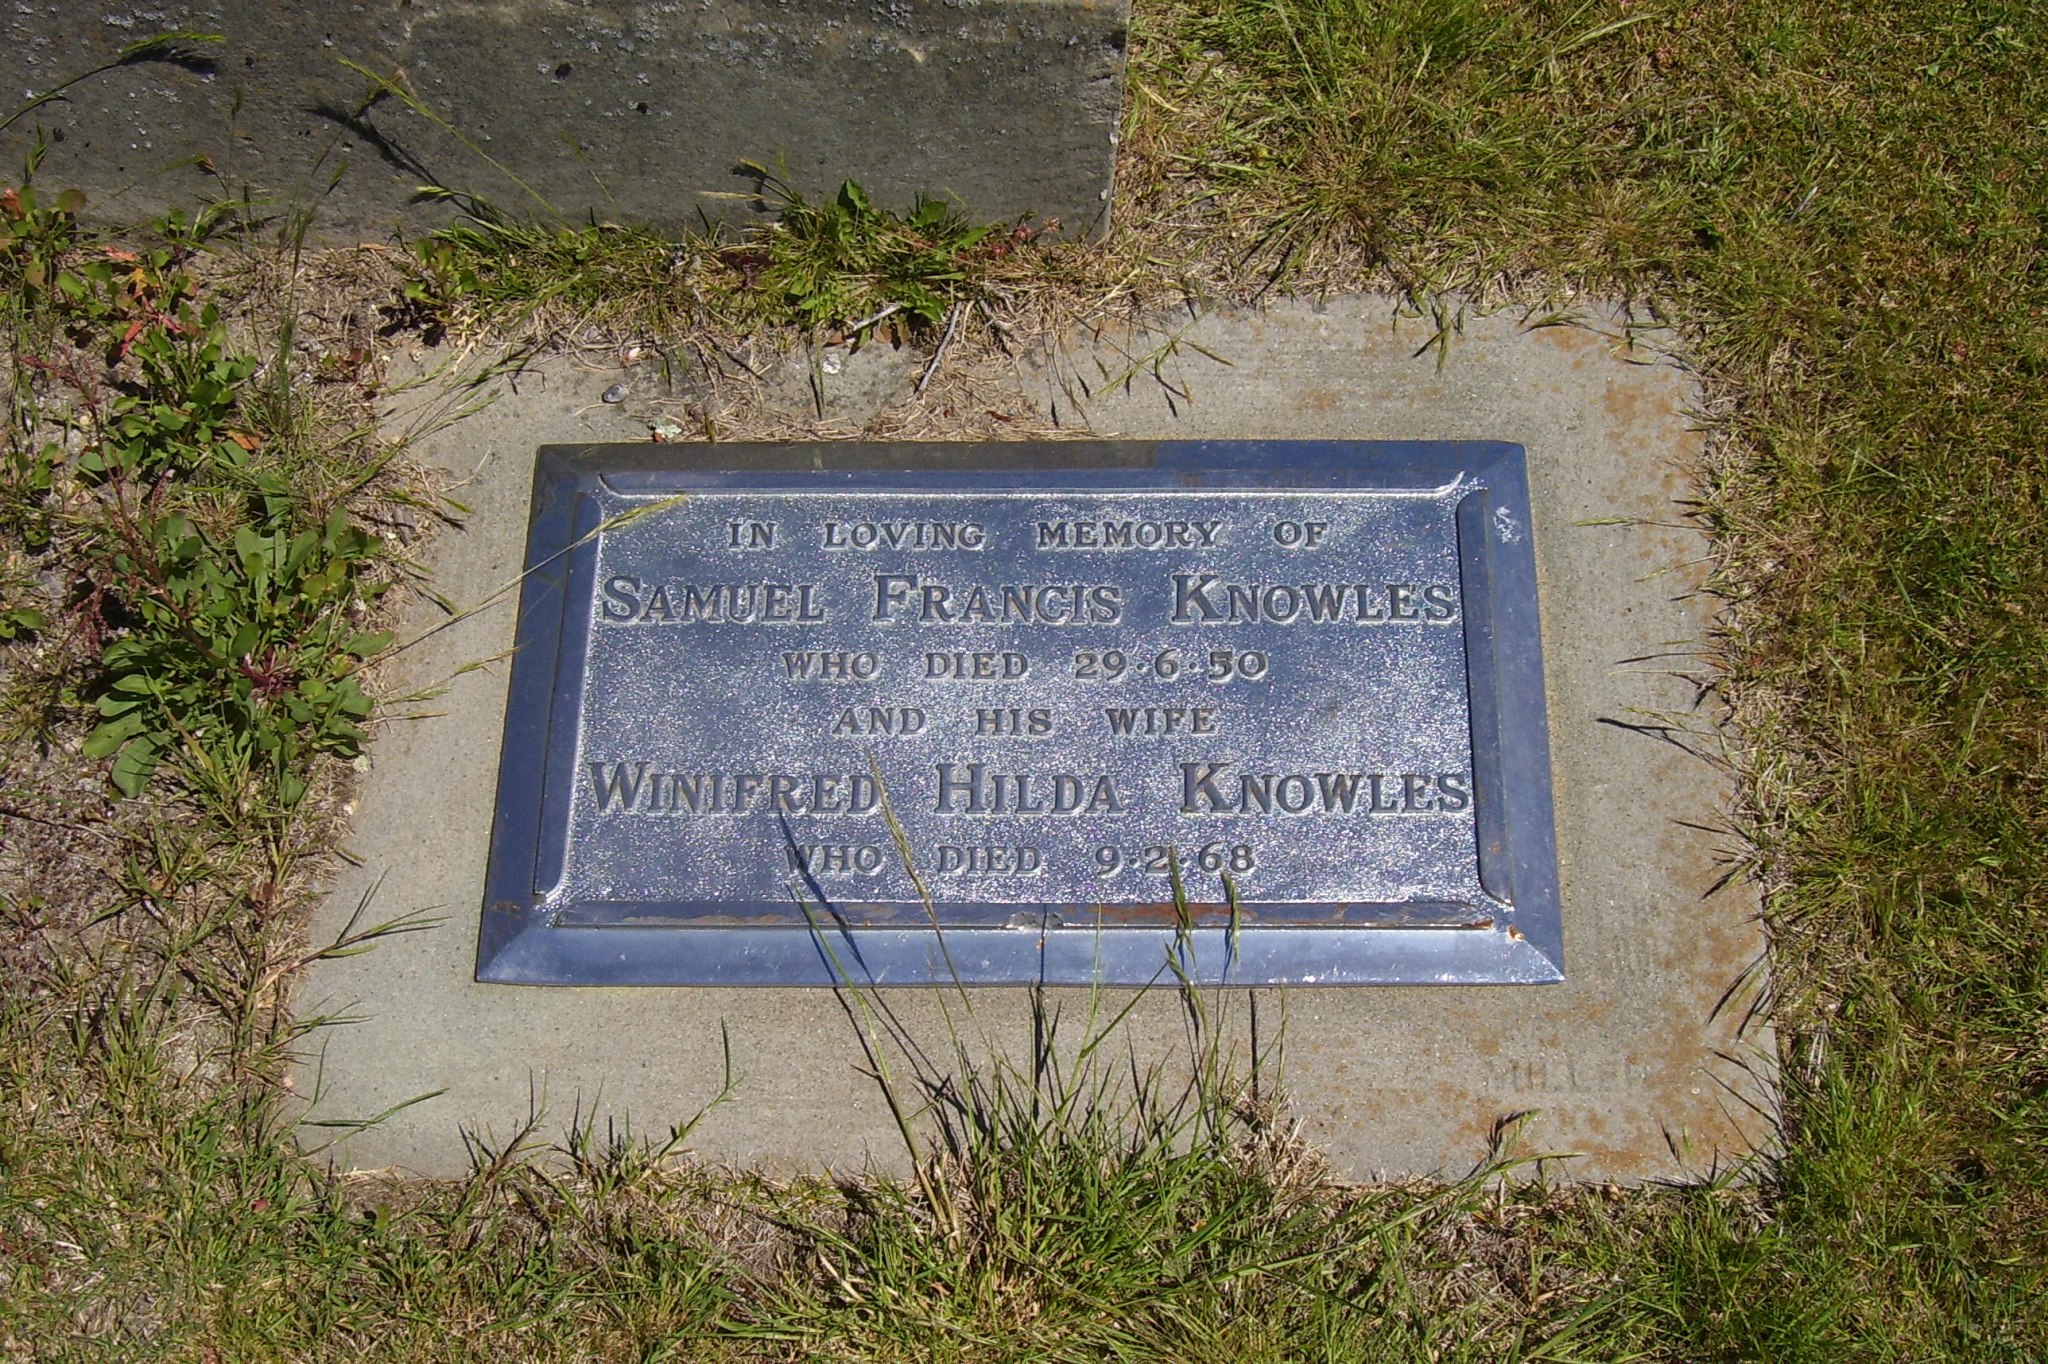 IN LOVING MEMORY OF
SAMUEL FRANCIS KNOWLES
WHO DIED 29·6·50
AND HIS WIFE
WINIFRED HILDA KNOWLES
WHO DIED 9·2·68